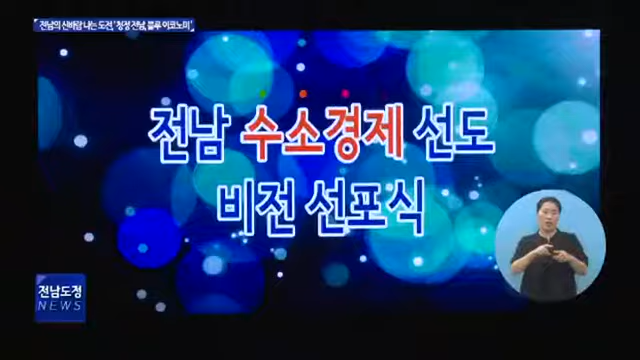 전남의 신바람 나는 도전, '청정 전남, 블루 이코노미'
전남 수소경제 선도
비전 선포식
전남도정
NEWS